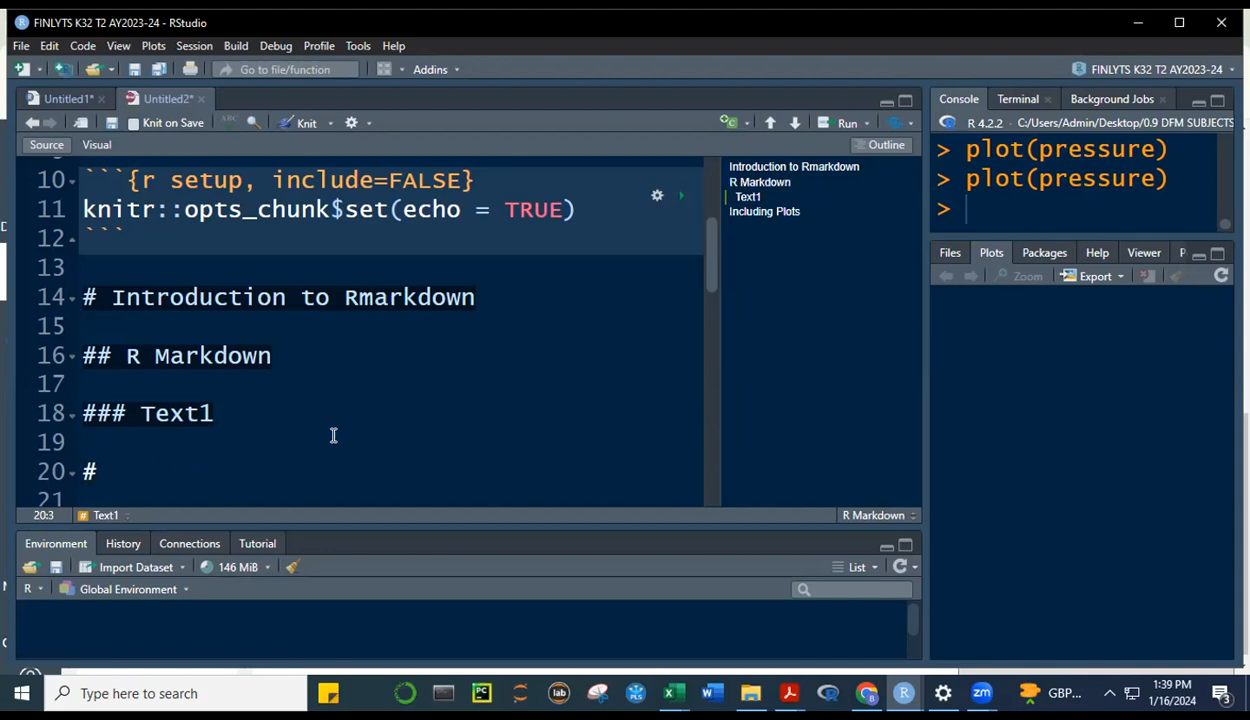 FINLYTS K32 T2 AY2023-24 - RStudio
File Edit Code View Plots Session Build Debug Profile Tools Help
Go to file/function Addins FINLYTS K32 T2 AY2023-24
Untitled1* Untitled2*
Knit on Save ABC Knit Run
Source Visual Outline
10 ```{r setup, include=FALSE}
11 knitr::opts_chunk$set(echo = TRUE)
12 ```
13
14 # Introduction to Rmarkdown
15
16 ## R Markdown
17
18 ### Text1
19
20 #
21
20:3 Text1 R Markdown
Introduction to Rmarkdown
R Markdown
Text1
Including Plots
Console Terminal Background Jobs
R 4.2.2 · C:/Users/Admin/Desktop/0.9 DFM SUBJECTS
> plot(pressure)
> plot(pressure)
>
Files Plots Packages Help Viewer P
Zoom Export
Environment History Connections Tutorial
Import Dataset 146 MiB List
R Global Environment
Type here to search
PC lab PLS zm GBP...
1:39 PM
1/16/2024
3